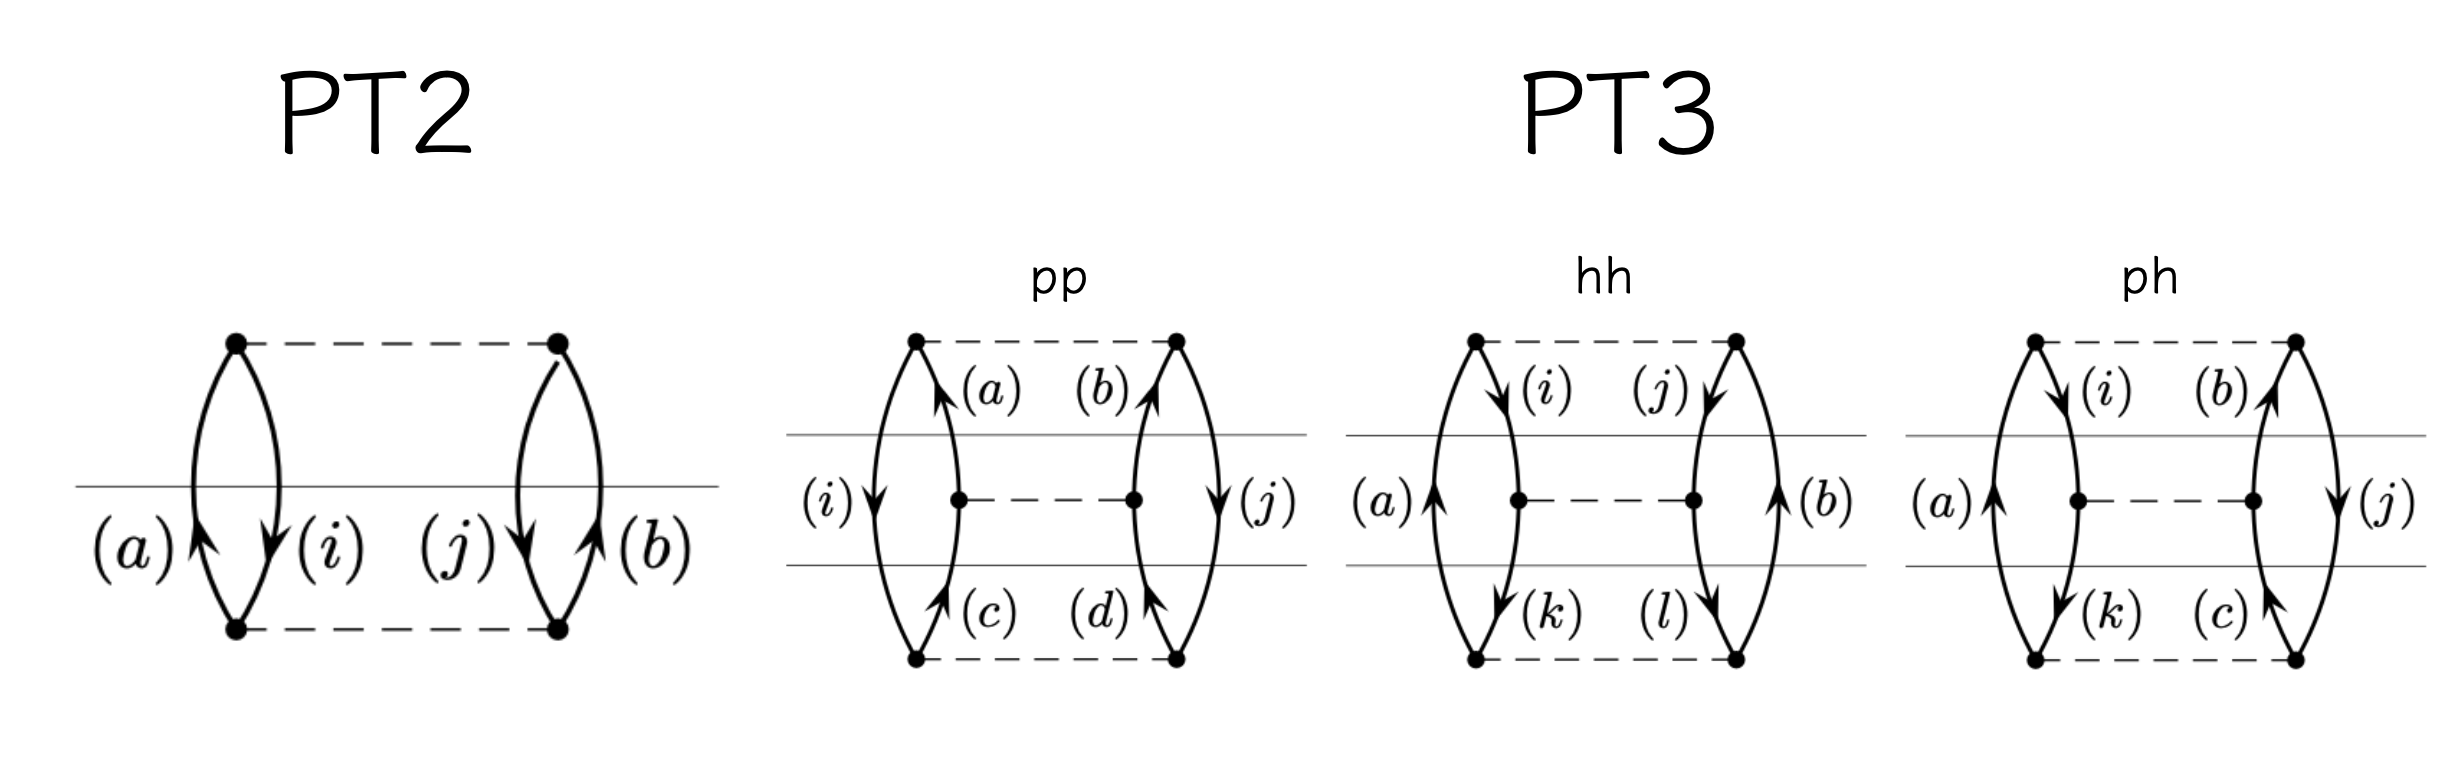 PT2 PT3
pp hh ph
(a) (b) (i) (j) (i) (b)
(i) (j) (a) (b) (a) (j)
(a) (i) (j) (b)
(c) (d) (k) (l) (k) (c)